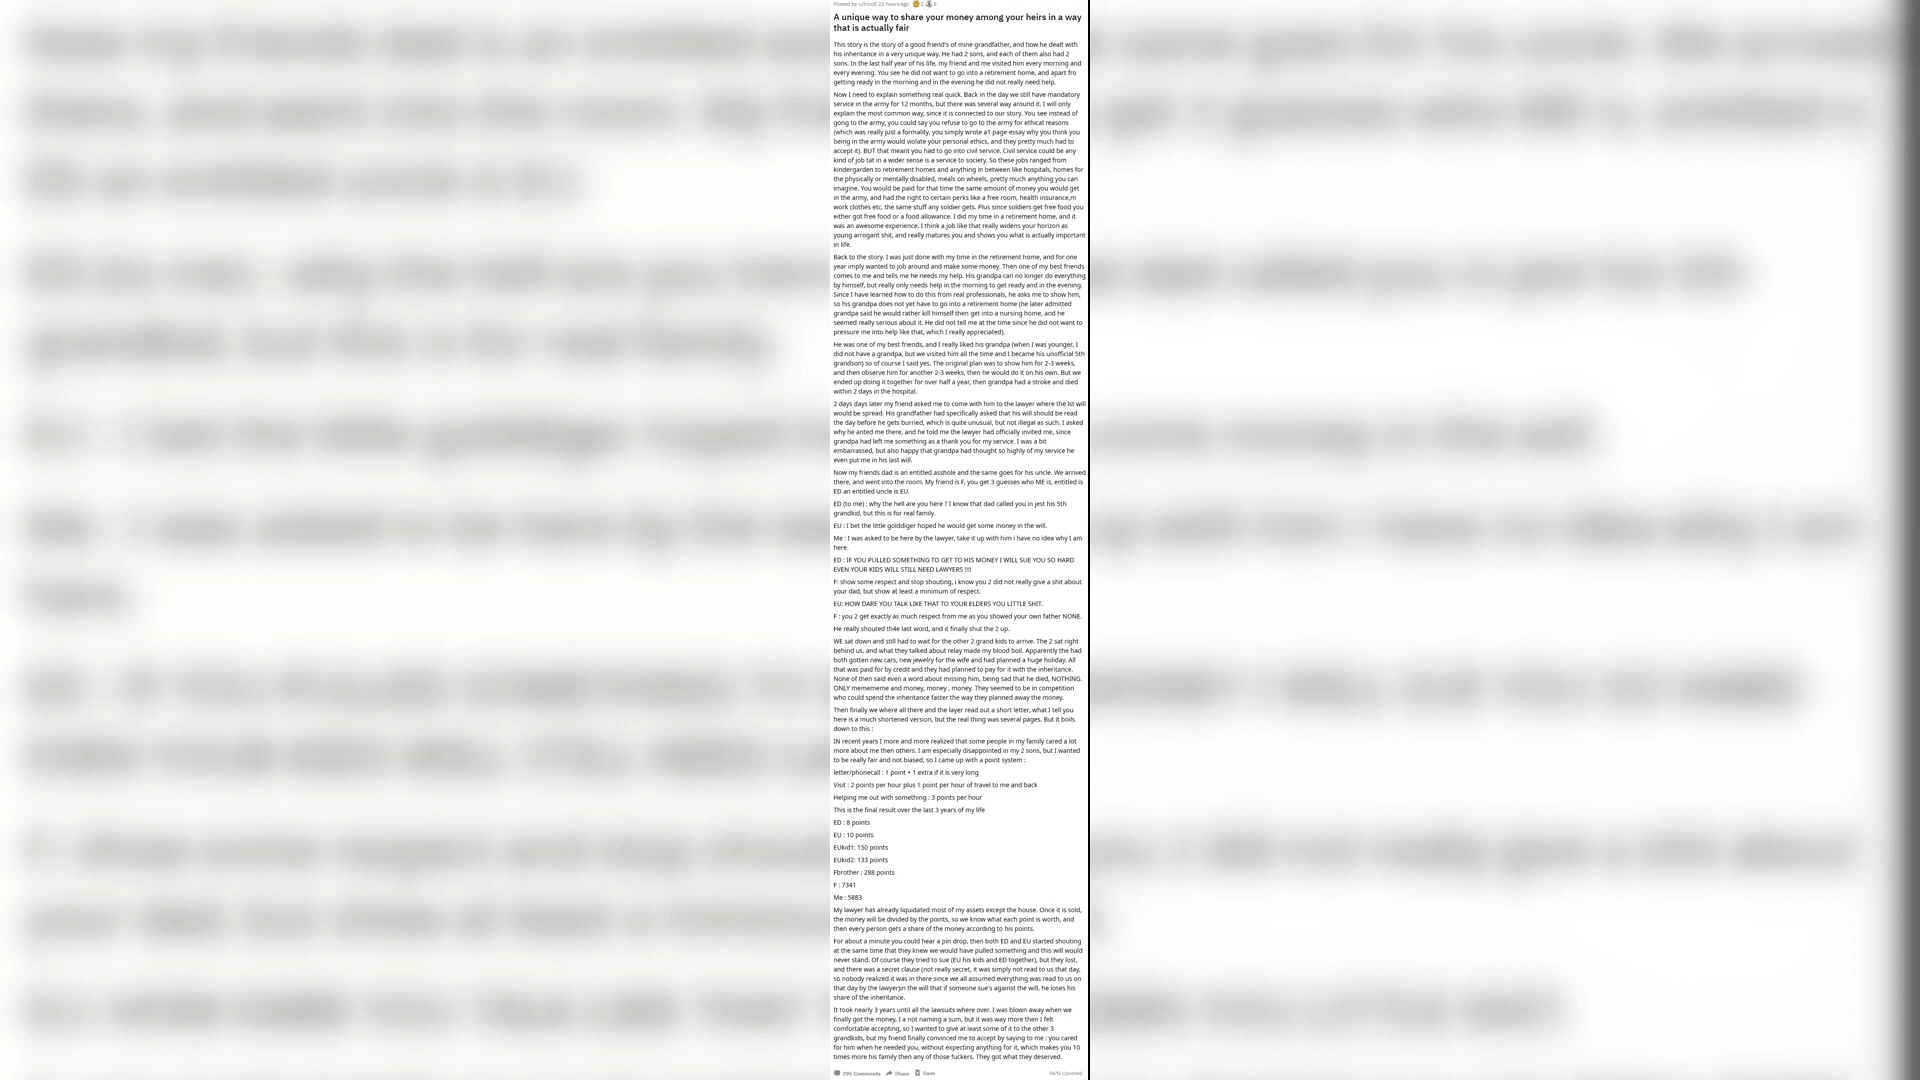 Posted by u/ 22 hours ago
A unique way to share your money among your heirs in a way
that is actually fair
This story is the story of a good friend's of mine grandfather, and how he dealt with
his inheritance in a very unique way. He had 2 sons, and each of them also had 2
sons. In the last half year of his life, my friend and me visited him every morning and
every evening. You see he did not want to go into a retirement home, and apart fro
getting ready in the morning and in the evening he did not really need help.
Now I need to explain something real quick. Back in the day we still have mandatory
service in the army for 12 months, but there was several way around it. I will only
explain the most common way, since it is connected to our story. You see instead of
gong to the army, you could say you refuse to go to the army for ethical reasons
(which was really just a formality, you simply wrote a1 page essay why you think you
being in the army would violate your personal ethics, and they pretty much had to
accept it). BUT that meant you had to go into civil service. Civil service could be any
kind of job tat in a wider sense is a service to society. So these jobs ranged from
kindergarden to retirement homes and anything in between like hospitals, homes for
the physically or mentally disabled, meals on wheels, pretty much anything you can
imagine. You would be paid for that time the same amount of money you would get
in the army, and had the right to certain perks like a free room, health insurance,m
work clothes etc. the same stuff any soldier gets. Plus since soldiers get free food you
either got free food or a food allowance. I did my time in a retirement home, and it
was an awesome experience. I think a job like that really widens your horizon as
young arrogant shit, and really matures you and shows you what is actually important
in life.
Back to the story. I was just done with my time in the retirement home, and for one
year imply wanted to job around and make some money. Then one of my best friends
comes to me and tells me he needs my help. His grandpa can no longer do everything
by himself, but really only needs help in the morning to get ready and in the evening.
Since I have learned how to do this from real professionals, he asks me to show him,
so his grandpa does not yet have to go into a retirement home (he later admitted
grandpa said he would rather kill himself then get into a nursing home, and he
seemed really serious about it. He did not tell me at the time since he did not want to
pressure me into help like that, which I really appreciated).
He was one of my best friends, and I really liked his grandpa (when I was younger, I
did not have a grandpa, but we visited him all the time and I became his unofficial 5th
grandson) so of course I said yes. The original plan was to show him for 2-3 weeks,
and then observe him for another 2-3 weeks, then he would do it on his own. But we
ended up doing it together for over half a year, then grandpa had a stroke and died
within 2 days in the hospital.
2 days days later my friend asked me to come with him to the lawyer where the lst will
would be spread. His grandfather had specifically asked that his will should be read
the day before he gets burried, which is quite unusual, but not illegal as such. I asked
why he anted me there, and he told me the lawyer had officially invited me, since
grandpa had left me something as a thank you for my service. I was a bit
embarrassed, but also happy that grandpa had thought so highly of my service he
even put me in his last will.
Now my friends dad is an entitled asshole and the same goes for his uncle. We arrived
there, and went into the room. My friend is F, you get 3 guesses who ME is, entitled is
ED an entitled uncle is EU.
ED (to me) : why the hell are you here ? I know that dad called you in jest his 5th
grandkid, but this is for real family.
EU : I bet the little golddiger hoped he would get some money in the will.
Me : I was asked to be here by the lawyer, take it up with him i have no idea why I am
here.
ED : IF YOU PULLED SOMETHING TO GET TO HIS MONEY I WILL SUE YOU SO HARD
EVEN YOUR KIDS WILL STILL NEED LAWYERS !!!!
F: show some respect and stop shouting, i know you 2 did not really give a shit about
your dad, but show at least a minimum of respect.
EU: HOW DARE YOU TALK LIKE THAT TO YOUR ELDERS YOU LITTLE SHIT.
F : you 2 get exactly as much respect from me as you showed your own father NONE.
He really shouted th4e last word, and it finally shut the 2 up.
WE sat down and still had to wait for the other 2 grand kids to arrive. The 2 sat right
behind us, and what they talked about relay made my blood boil. Apparently the had
both gotten new cars, new jewelry for the wife and had planned a huge holiday. All
that was paid for by credit and they had planned to pay for it with the inheritance.
None of then said even a word about missing him, being sad that he died, NOTHING.
ONLY memememe and money, money , money. They seemed to be in competition
who could spend the inheritance faster the way they planned away the money.
Then finally we where all there and the layer read out a short letter, what I tell you
here is a much shortened version, but the real thing was several pages. But it boils
down to this :
IN recent years I more and more realized that some people in my family cared a lot
more about me then others. I am especially disappointed in my 2 sons, but I wanted
to be really fair and not biased, so I came up with a point system :
letter/phonecall : 1 point + 1 extra if it is very long
Visit : 2 points per hour plus 1 point per hour of travel to me and back
Helping me out with something : 3 points per hour
This is the final result over the last 3 years of my life
ED : 8 points
EU : 10 points
EUkid1: 150 points
EUkid2: 133 points
Fbrother : 288 points
F : 7341
Me : 5883
My lawyer has already liquidated most of my assets except the house. Once it is sold,
the money will be divided by the points, so we know what each point is worth, and
then every person gets a share of the money according to his points.
For about a minute you could hear a pin drop, then both ED and EU started shouting
at the same time that they knew we would have pulled something and this will would
never stand. Of course they tried to sue (EU his kids and ED together), but they lost,
and there was a secret clause (not really secret, it was simply not read to us that day,
so nobody realized it was in there since we all assumed everything was read to us on
that day by the lawyer)in the will that if someone sue's against the will, he loses his
share of the inheritance.
It took nearly 3 years until all the lawsuits where over. I was blown away when we
finally got the money, I a not naming a sum, but it was way more then I felt
comfortable accepting, so I wanted to give at least some of it to the other 3
grandkids, but my friend finally convinced me to accept by saying to me : you cared
for him when he needed you, without expecting anything for it, which makes you 10
times more his family then any of those fuckers. They got what they deserved.
295 Comments Share Save 96% Upvoted